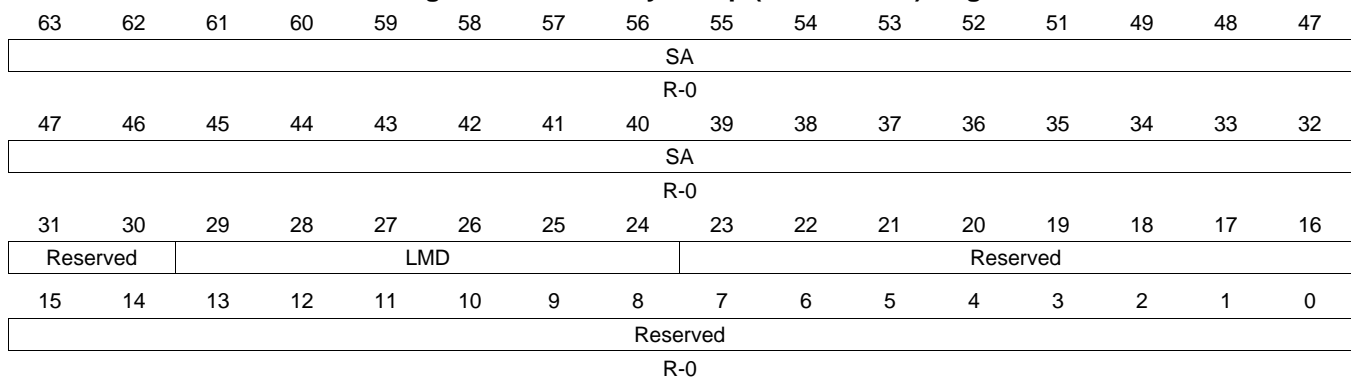 63 62 61 60 59 58 57 56 55 54 53 52 51 49 48 47
SA
R-0
47 46 45 44 43 42 41 40 39 38 37 36 35 34 33 32
SA
R-0
31 30 29 28 27 26 25 24 23 22 21 20 19 18 17 16
Reserved LMD Reserved
15 14 13 12 11 10 9 8 7 6 5 4 3 2 1 0
Reserved
R-0